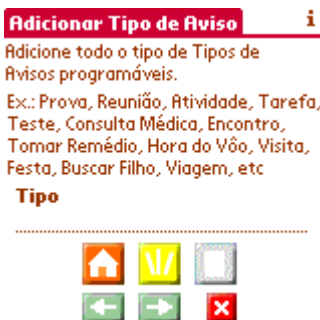 Adicionar Tipo de Aviso i
Adicione todo o tipo de Tipos de
Avisos programáveis.
Ex.: Prova, Reunião, Atividade, Tarefa,
Teste, Consulta Médica, Encontro,
Tomar Remédio, Hora do Vôo, Visita,
Festa, Buscar Filho, Viagem, etc
Tipo